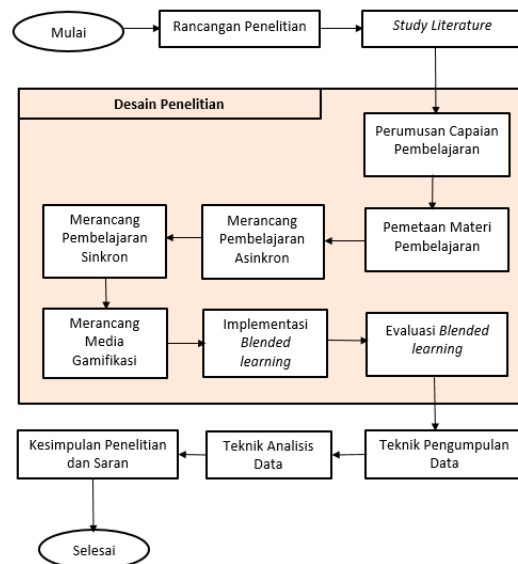 Mulai
Rancangan Penelitian
Study Literature
Desain Penelitian
Perumusan Capaian
Pembelajaran
Pemetaan Materi
Pembelajaran
Merancang
Pembelajaran
Asinkron
Merancang
Pembelajaran
Sinkron
Merancang
Media
Gamifikasi
Implementasi
Blended
learning
Evaluasi Blended
learning
Teknik Pengumpulan
Data
Teknik Analisis
Data
Kesimpulan Penelitian
dan Saran
Selesai